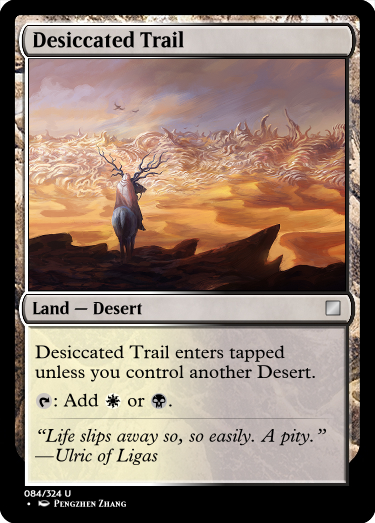 Desiccated Trail
Land — Desert
Desiccated Trail enters tapped
unless you control another Desert.
: Add or .
“Life slips away so, so easily. A pity.”
—Ulric of Ligas
084/324 U
• Pengzhen Zhang